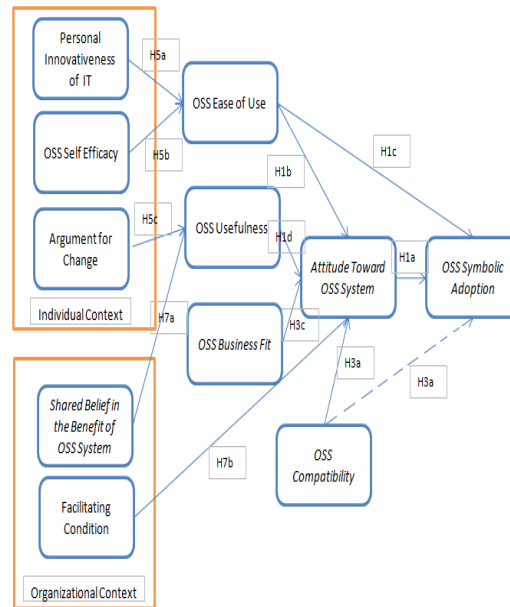 Personal
Innovativeness
of IT
H5a
OSS Ease of Use
OSS Self Efficacy
H5b
H1c
H1b
Argument for
Change
H5c
OSS Usefulness
H1d
Attitude Toward
OSS System
H1a
OSS Symbolic
Adoption
Individual Context
H7a
OSS Business Fit
H3c
Shared Belief in
the Benefit of
OSS System
H3a
H3a
OSS
Compatibility
H7b
Facilitating
Condition
Organizational Context